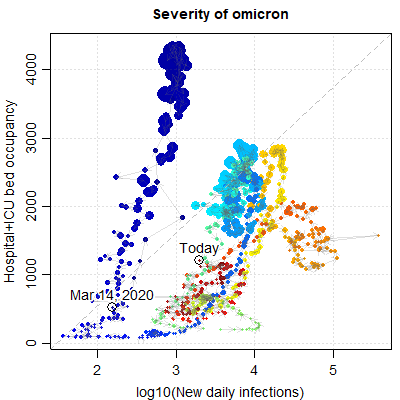 Severity of omicron
Hospital+ICU bed occupancy
4000
3000
2000
1000
0
Today
Mar 14, 2020
2
3
4
5
log10(New daily infections)